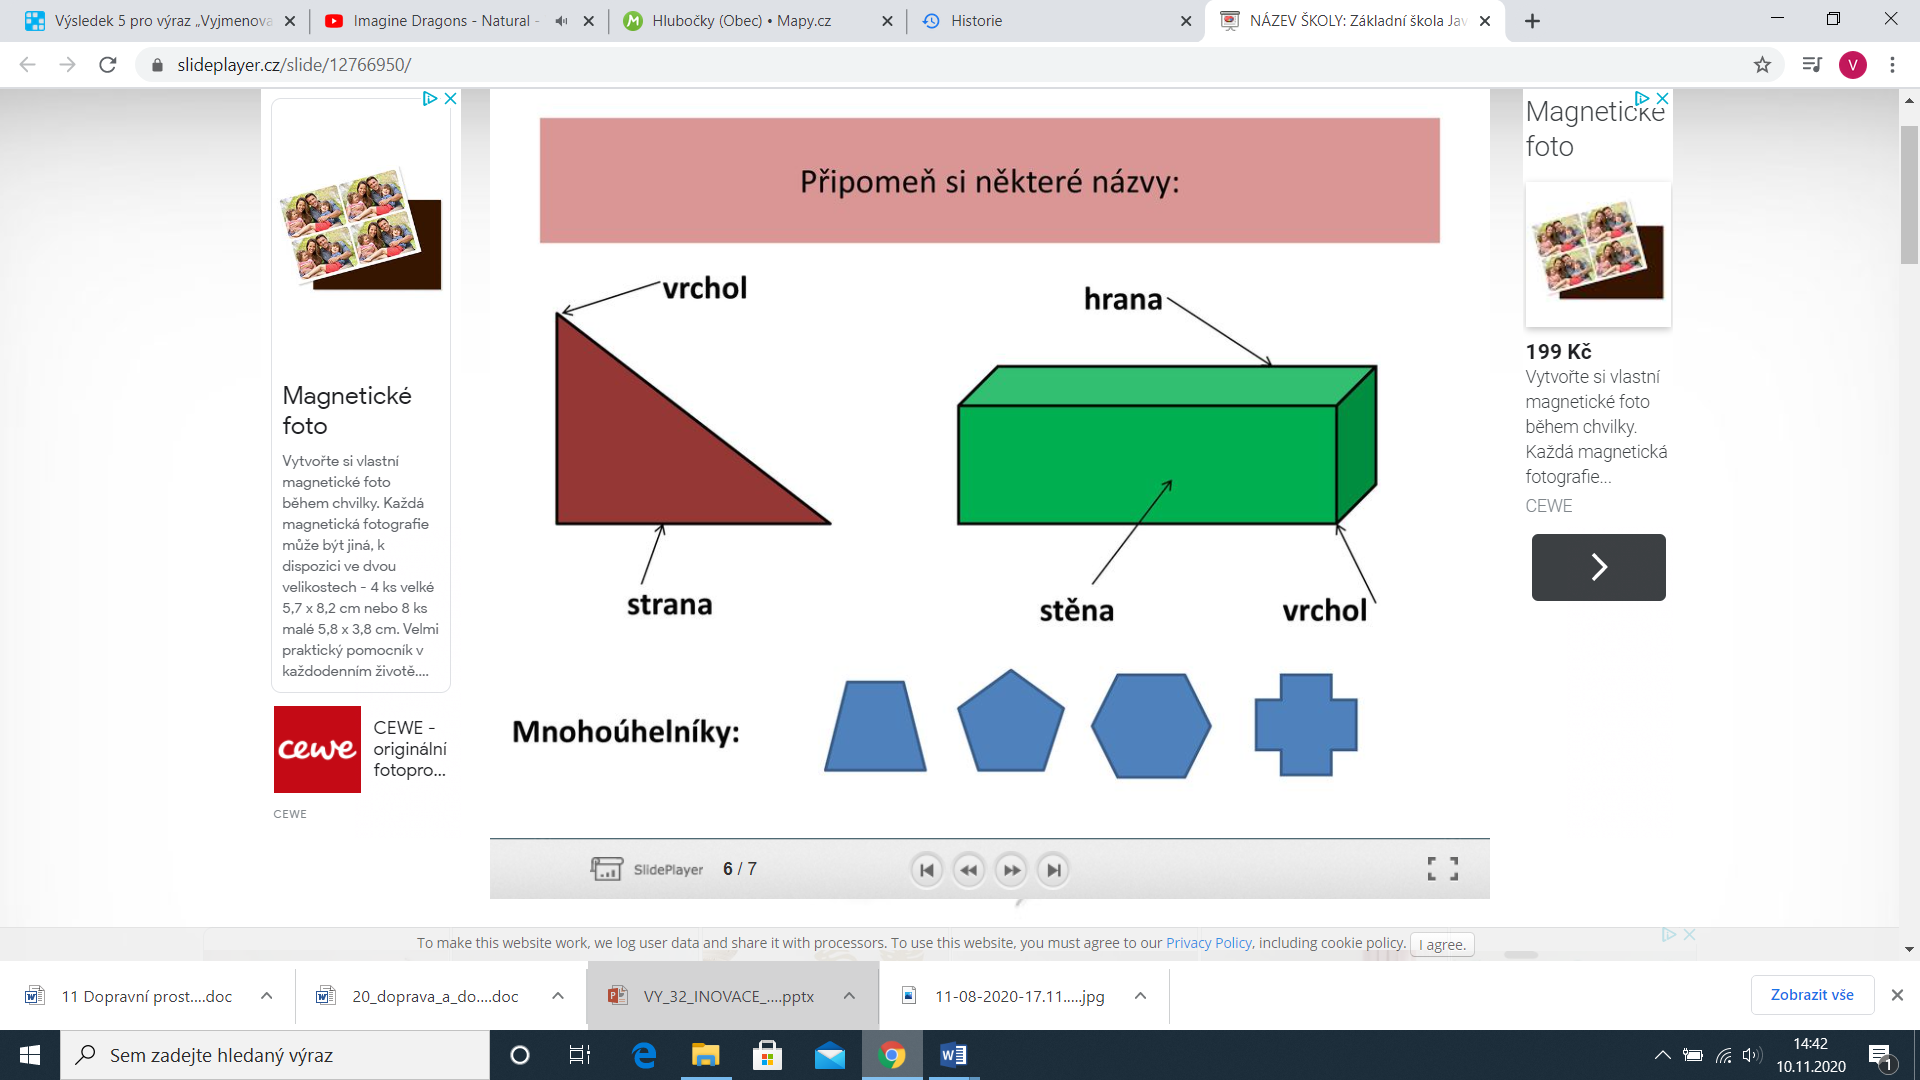 Výsledek 5 pro výraz „Vyjmenova
Imagine Dragons - Natural -
Hlubočky (Obec) • Mapy.cz
Historie
NÁZEV ŠKOLY: Základní škola Jav
slideplayer.cz/slide/12766950/
V
Magnetické
foto
Vytvořte si vlastní
magnetické foto
během chvilky. Každá
magnetická fotografie
může být jiná, k
dispozici ve dvou
velikostech - 4 ks velké
5,7 x 8,2 cm nebo 8 ks
malé 5,8 x 3,8 cm. Velmi
praktický pomocník v
každodenním životě....
cewe
CEWE -
originální
fotopro...
CEWE
Připomeň si některé názvy:
vrchol
hrana
strana
stěna
vrchol
Mnohoúhelníky:
SlidePlayer
6 / 7
Magnetické
foto
199 Kč
Vytvořte si vlastní
magnetické foto
během chvilky.
Každá magnetická
fotografie...
CEWE
To make this website work, we log user data and share it with processors. To use this website, you must agree to our Privacy Policy, including cookie policy.
I agree.
11 Dopravní prost....doc
20_doprava_a_do....doc
VY_32_INOVACE_....pptx
11-08-2020-17.11.....jpg
Zobrazit vše
Sem zadejte hledaný výraz
14:42
10.11.2020
1